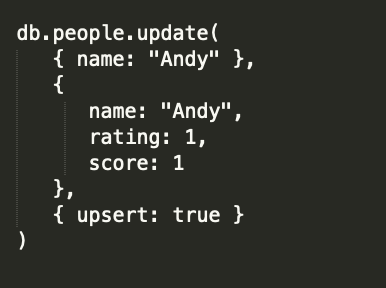 db.people.update(
   { name: "Andy" },
   {
      name: "Andy",
      rating: 1,
      score: 1
   },
   { upsert: true }
)